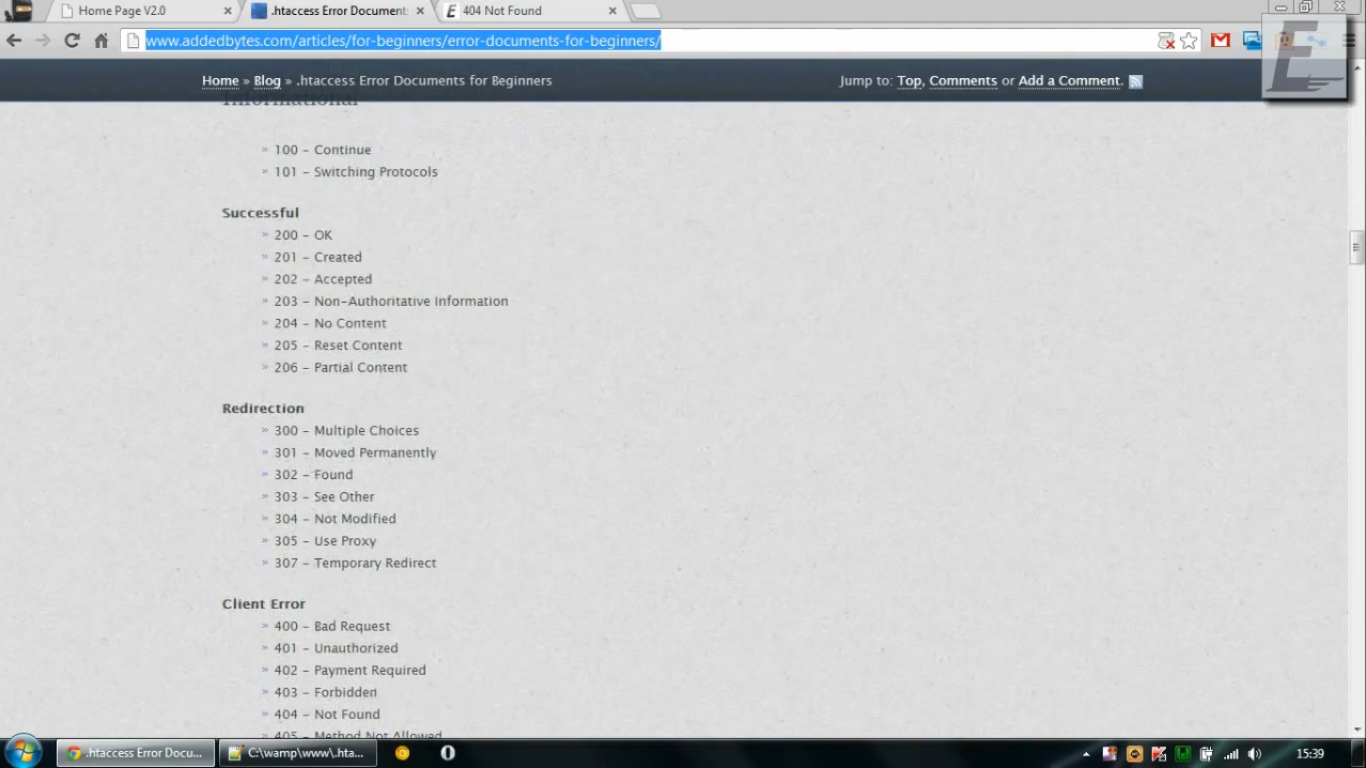 Home Page V2.0
.htaccess Error Document
404 Not Found
www.addedbytes.com/articles/for-beginners/error-documents-for-beginners/
Home » Blog » .htaccess Error Documents for Beginners
Jump to: Top, Comments or Add a Comment.
Informational
» 100 – Continue
» 101 – Switching Protocols
Successful
» 200 – OK
» 201 – Created
» 202 – Accepted
» 203 – Non-Authoritative Information
» 204 – No Content
» 205 – Reset Content
» 206 – Partial Content
Redirection
» 300 – Multiple Choices
» 301 – Moved Permanently
» 302 – Found
» 303 – See Other
» 304 – Not Modified
» 305 – Use Proxy
» 307 – Temporary Redirect
Client Error
» 400 – Bad Request
» 401 – Unauthorized
» 402 – Payment Required
» 403 – Forbidden
» 404 – Not Found
405 – Method Not Allowed
.htaccess Error Docu...
C:\wamp\www\.hta...
15:39